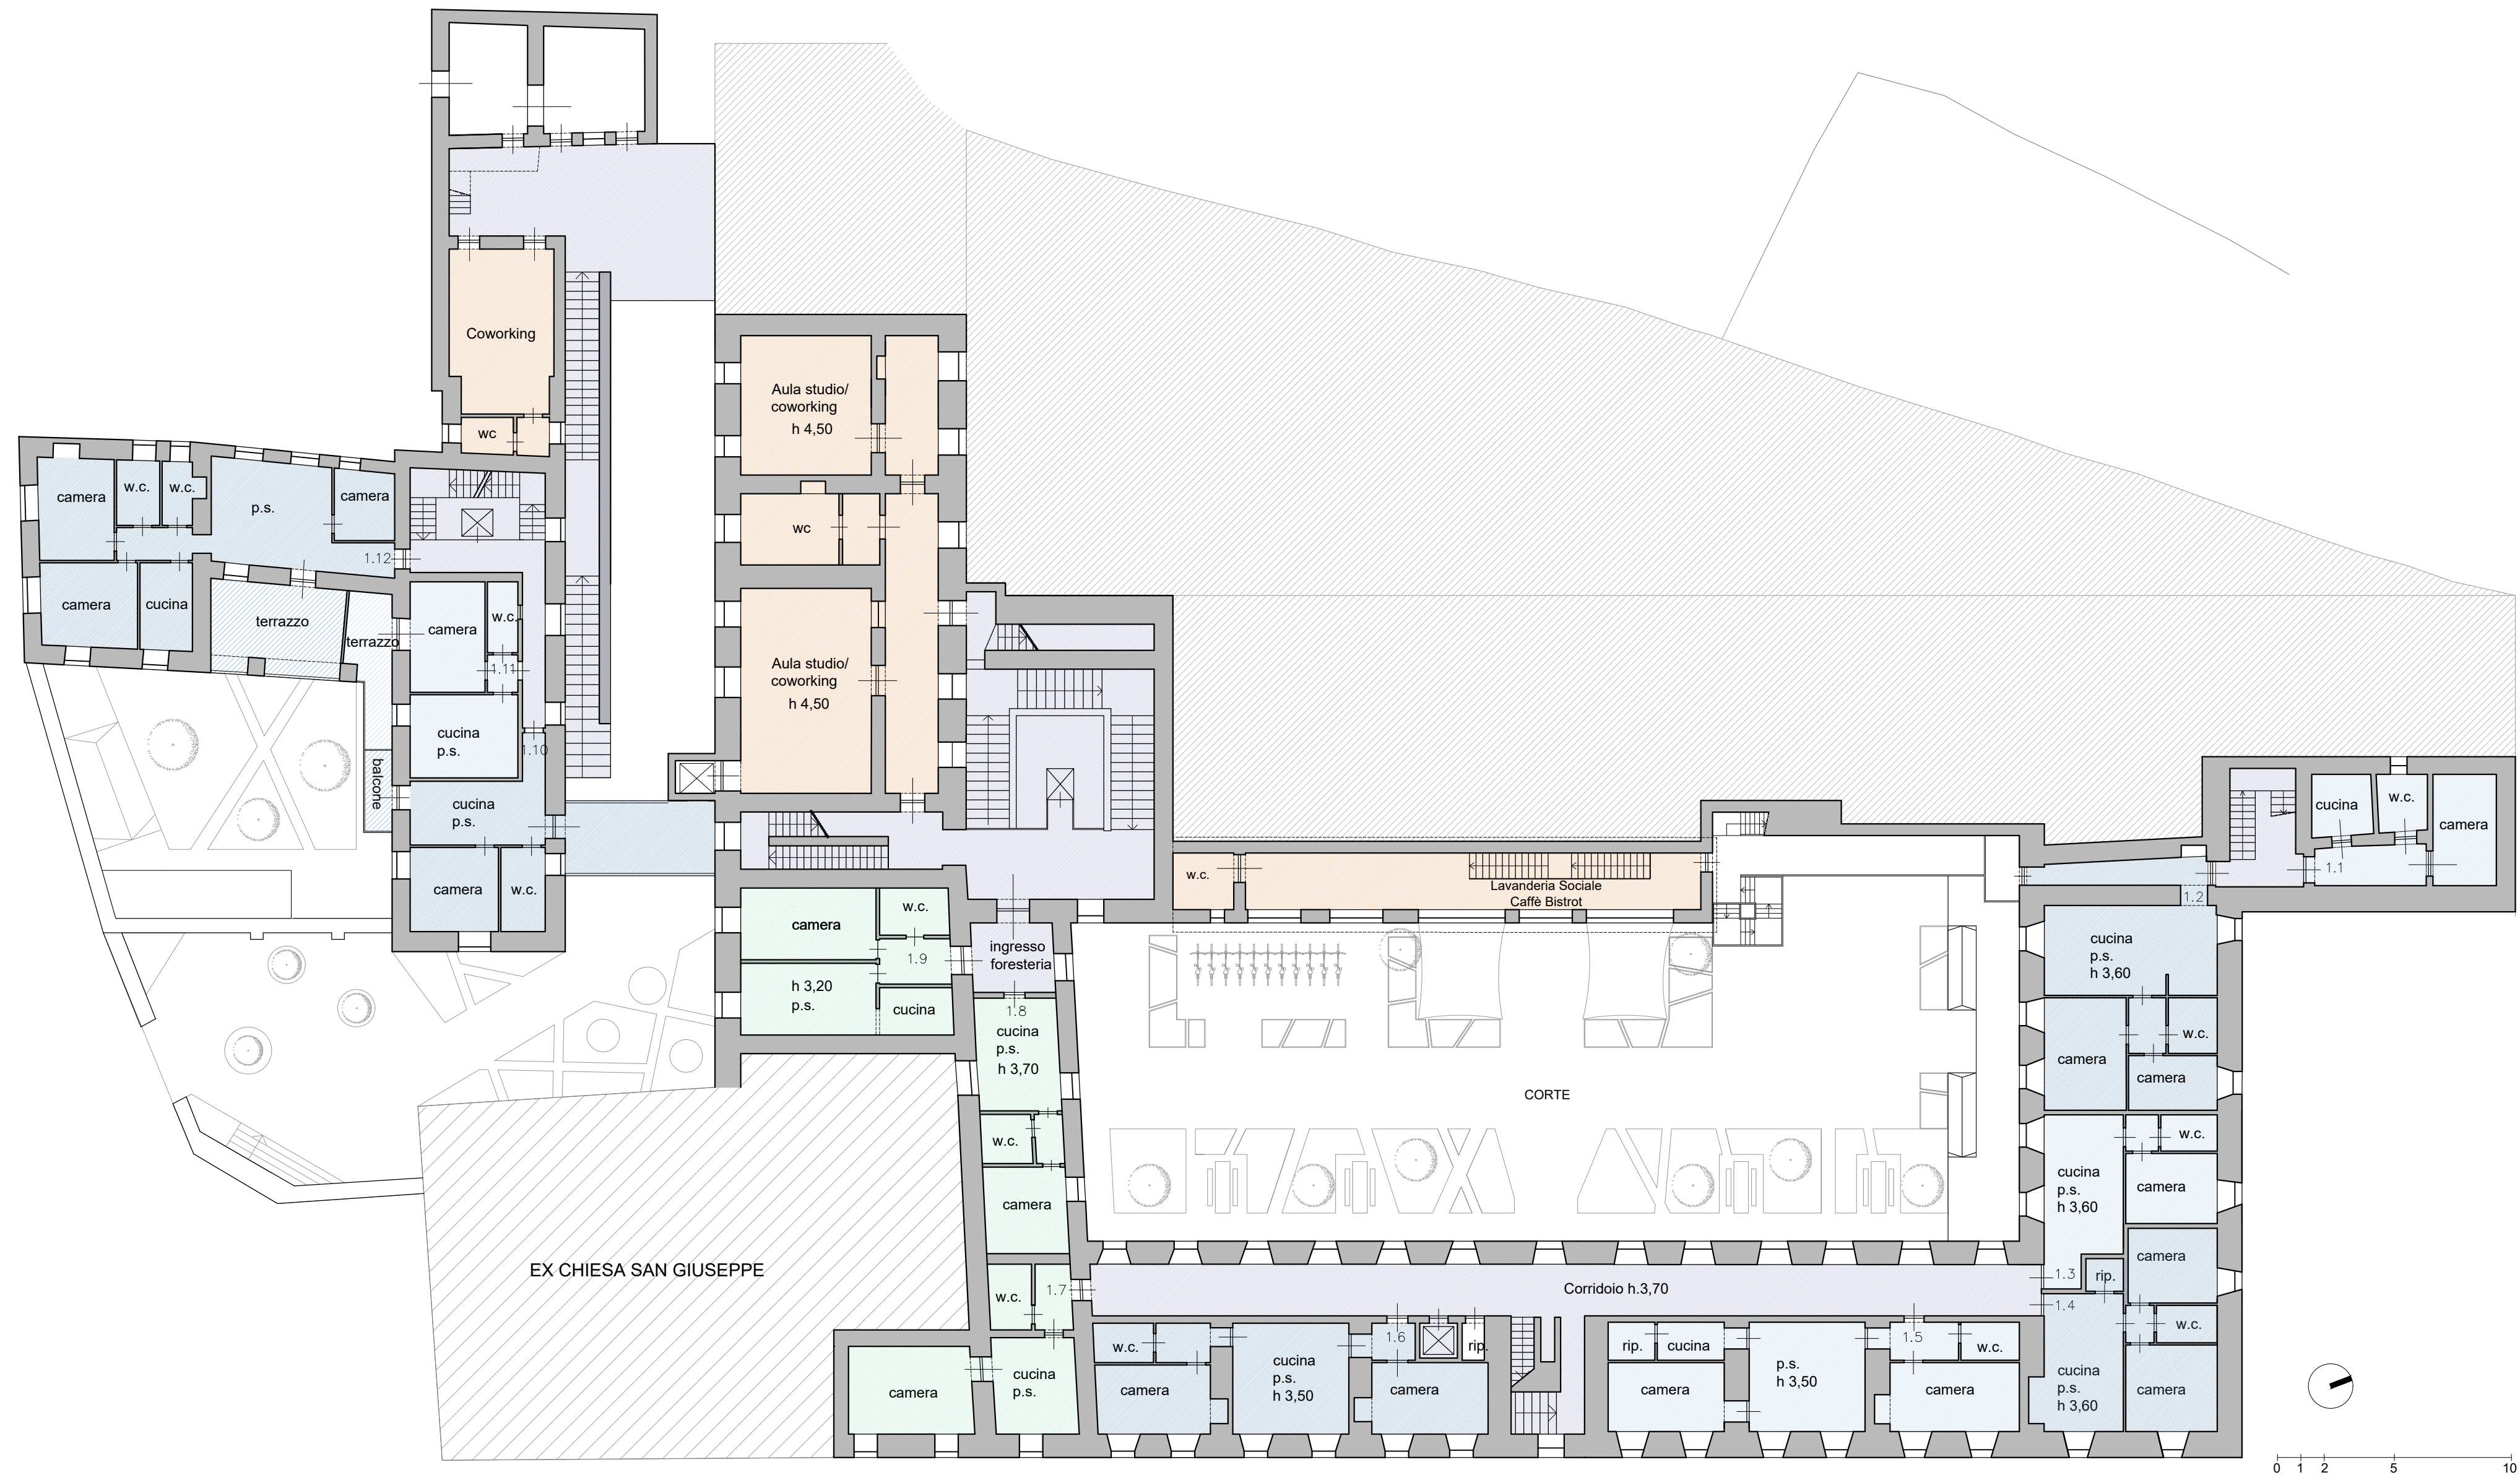 Coworking
wc
Aula studio/
coworking
h 4,50
wc
Aula studio/
coworking
h 4,50
camera
w.c.
w.c.
p.s.
camera
1.12
camera
cucina
terrazzo
terrazzo
camera
w.c.
1.11
cucina
p.s.
1.10
balcone
cucina
p.s.
camera
w.c.
camera
w.c.
1.9
h 3,20
p.s.
cucina
ingresso
foresteria
1.8
cucina
p.s.
h 3,70
w.c.
camera
w.c.
1.7
camera
cucina
p.s.
EX CHIESA SAN GIUSEPPE
w.c.
Lavanderia Sociale
Caffè Bistrot
CORTE
Corridoio h.3,70
w.c.
camera
cucina
p.s.
h 3,50
1.6
camera
rip.
rip.
cucina
camera
p.s.
h 3,50
1.5
w.c.
camera
cucina
w.c.
camera
1.1
1.2
cucina
p.s.
h 3,60
camera
w.c.
camera
cucina
p.s.
h 3,60
w.c.
camera
1.3
rip.
camera
1.4
w.c.
cucina
p.s.
h 3,60
camera
0 1 2 5 10